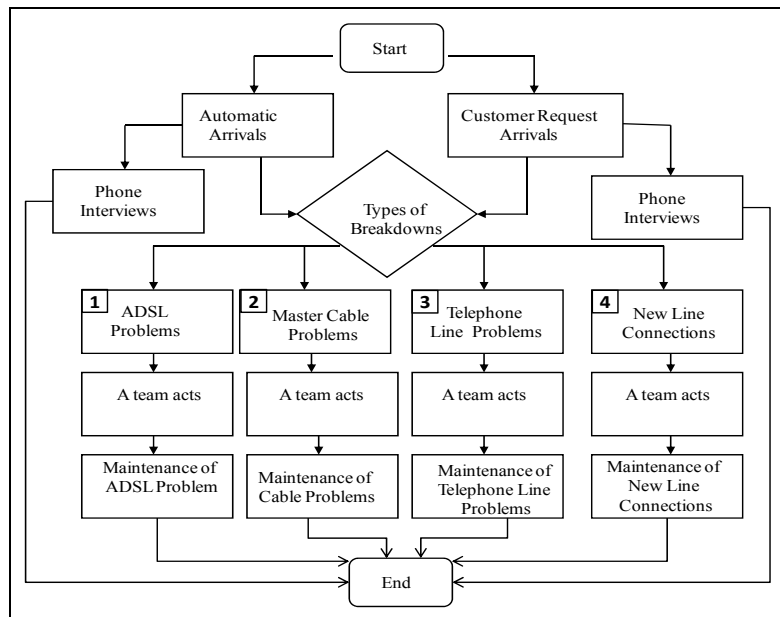 Start
Automatic
Arrivals
Customer Request
Arrivals
Phone
Interviews
Types of
Breakdowns
Phone
Interviews
1
ADSL
Problems
2
Master Cable
Problems
3
Telephone
Line Problems
4
New Line
Connections
A team acts
A team acts
A team acts
A team acts
Maintenance of
ADSL Problem
Maintenance of
Cable Problems
Maintenance of
Telephone Line
Problems
Maintenance of
New Line
Connections
End